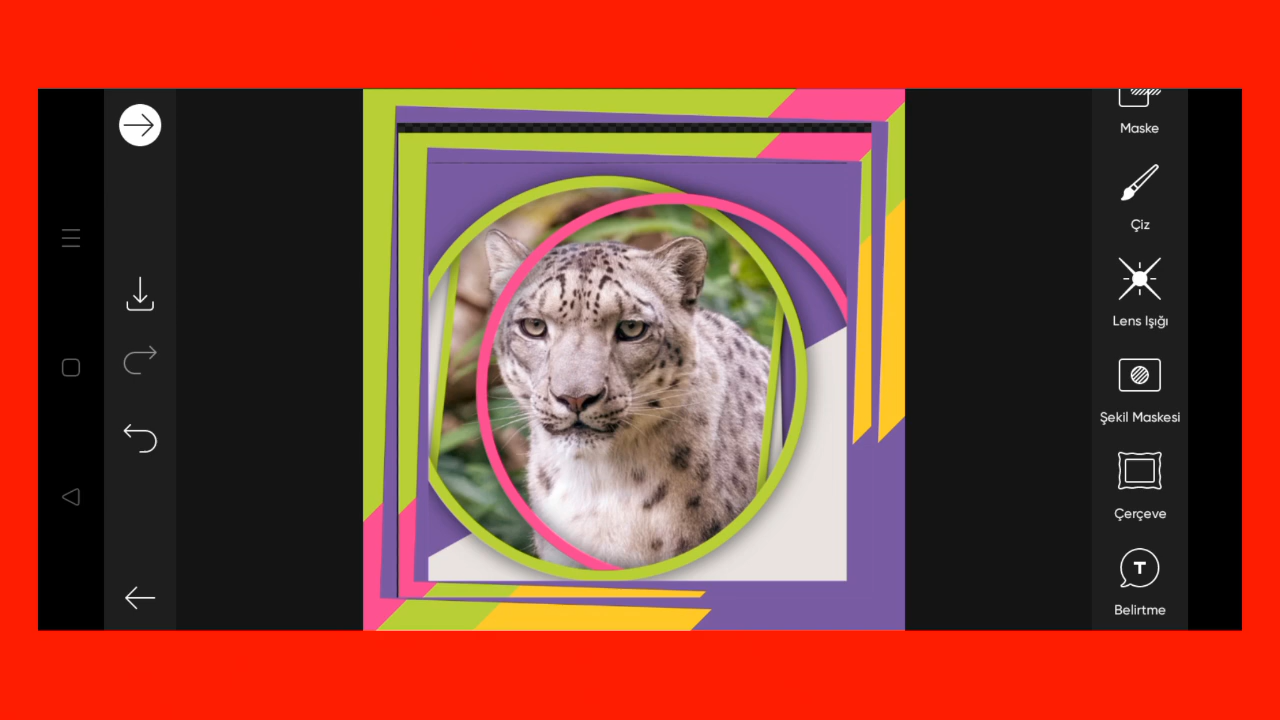 Maske
Çiz
Lens Işığı
Şekil Maskesi
Çerçeve
T
Belirtme